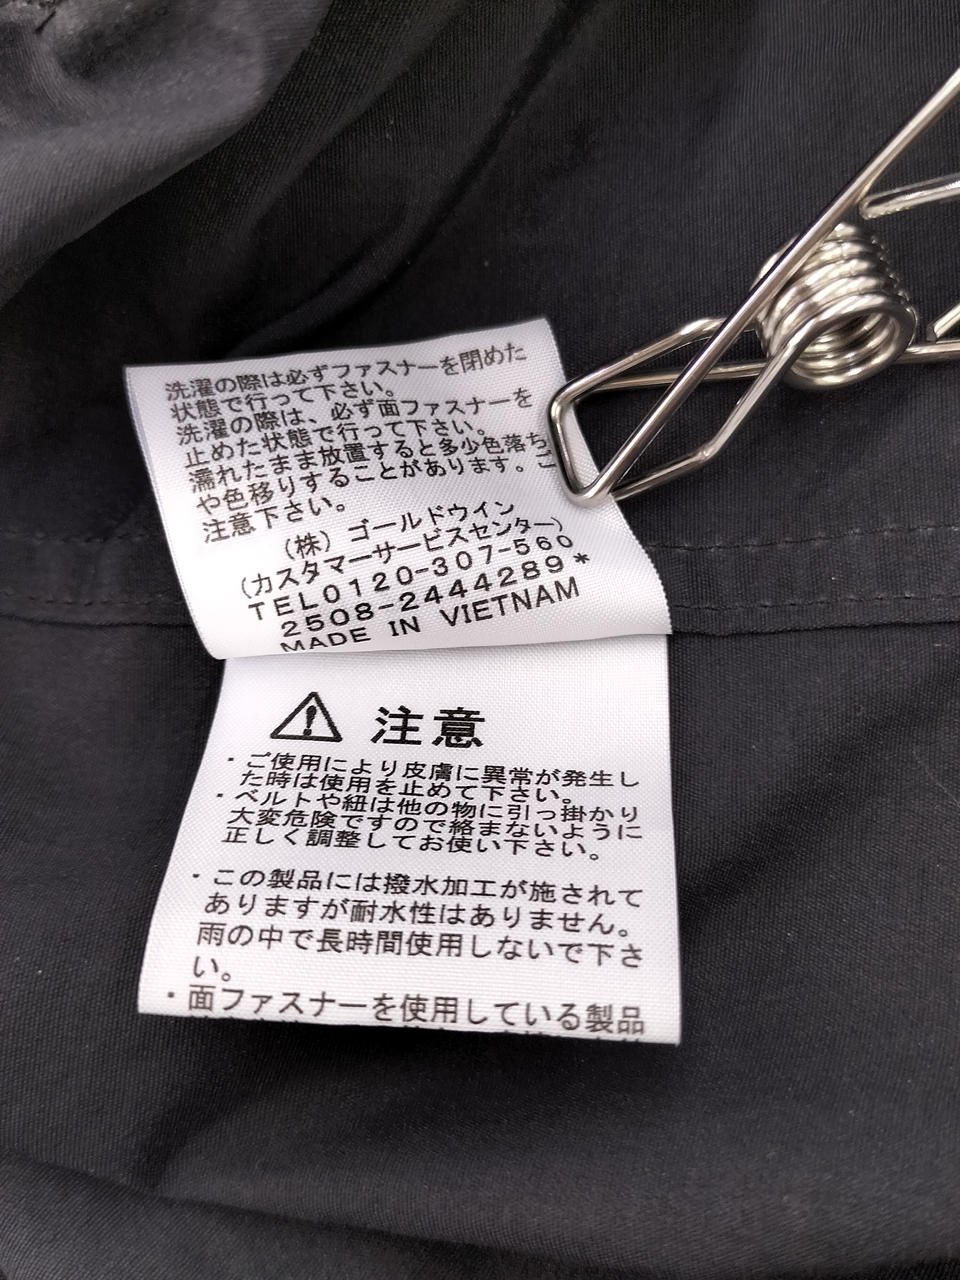 洗濯の際は必ずファスナーを閉めた
状態で行って下さい。
洗濯の際は、必ず面ファスナーを
止めた状態で行って下さい。
濡れたまま放置すると多少色落ち
や色移りすることがあります。ご
注意下さい。
(株)ゴールドウイン
(カスタマーサービスセンター)
TEL0120-307-560
2508-2444289*
MADE IN VIETNAM
注意
・ご使用により皮膚に異常が発生し
た時は使用を止めて下さい。
・ベルトや紐は他の物に引っ掛かり
大変危険ですので絡まないように
正しく調整してお使い下さい。
・この製品には撥水加工が施されて
ありますが耐水性はありません。
雨の中で長時間使用しないで下さ
い。
・面ファスナーを使用している製品